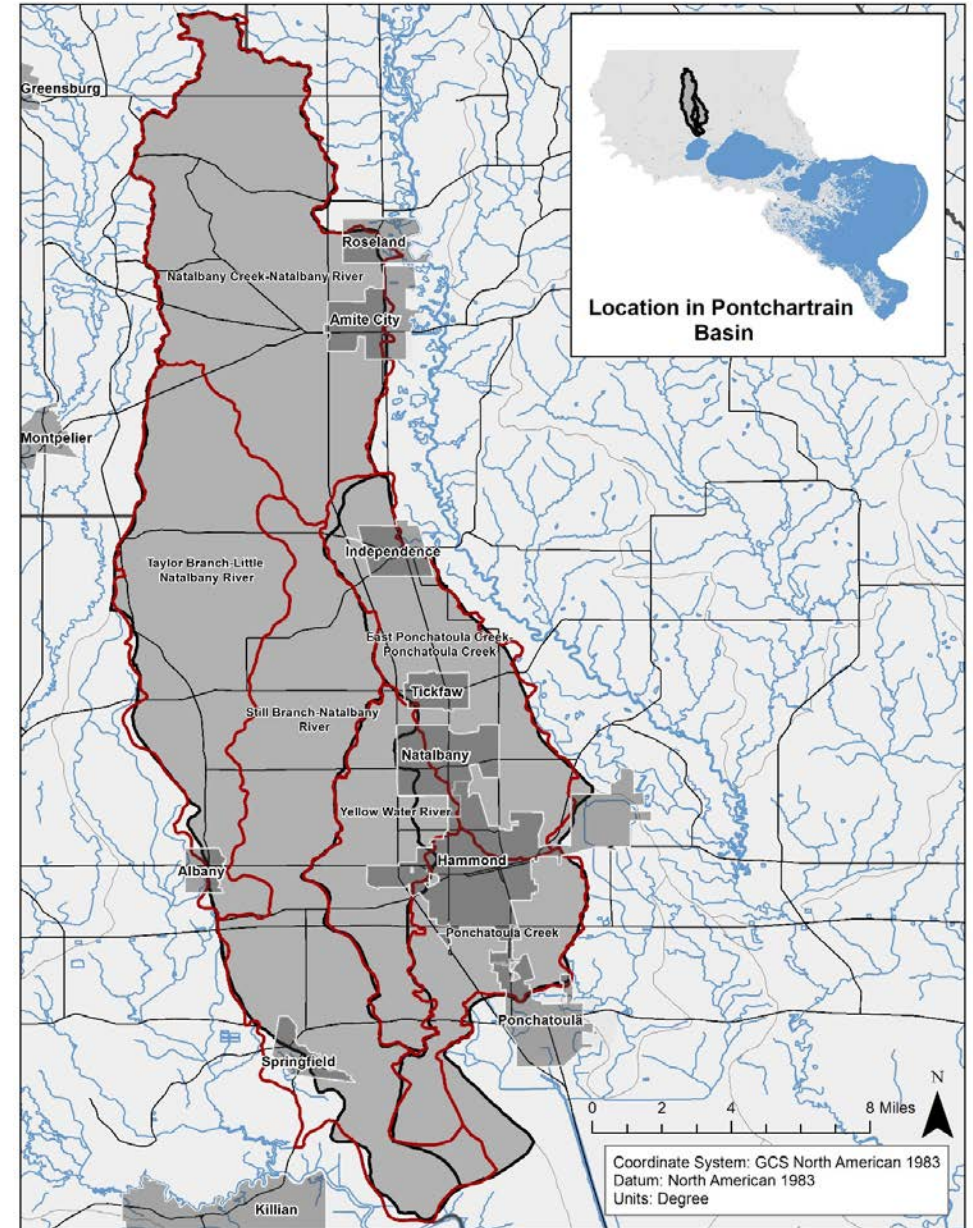 Greensburg
Roseland
Natalbany Creek-Natalbany River
Amite City
Location in Pontchartrain
Basin
Montpelier
Independence
Taylor Branch-Little
Natalbany River
East Ponchatoula Creek-
Ponchatoula Creek
Tickfaw
Still Branch-Natalbany
River
Natalbany
Yellow Water River
Hammond
Albany
Ponchatoula Creek
Ponchatoula
Springfield
N
0 2 4 8 Miles
Coordinate System: GCS North American 1983
Datum: North American 1983
Units: Degree
Killian